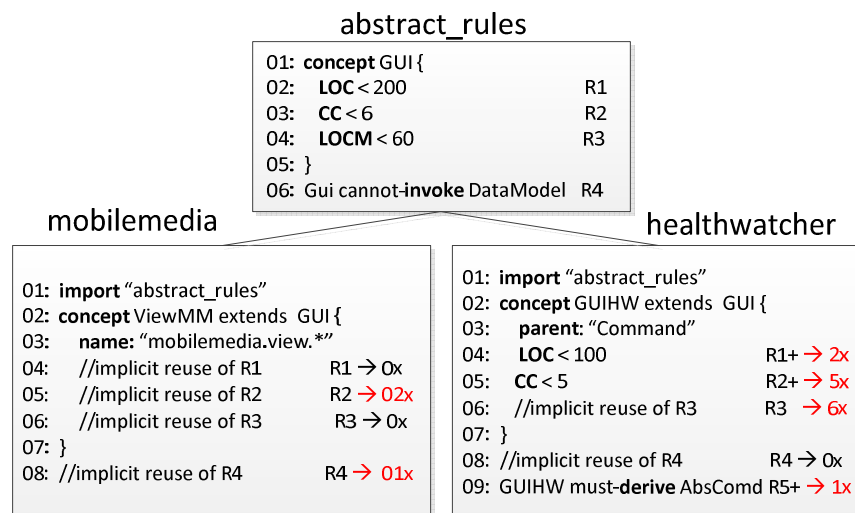 abstract_rules
01: concept GUI {
02: LOC < 200 R1
03: CC < 6 R2
04: LOCM < 60 R3
05: }
06: Gui cannot-invoke DataModel R4
mobilemedia
01: import “abstract_rules”
02: concept ViewMM extends GUI {
03: name: “mobilemedia.view.*”
04: //implicit reuse of R1 R1 → 0x
05: //implicit reuse of R2 R2 → 02x
06: //implicit reuse of R3 R3 → 0x
07: }
08: //implicit reuse of R4 R4 → 01x
healthwatcher
01: import “abstract_rules”
02: concept GUIHW extends GUI {
03: parent: “Command”
04: LOC < 100 R1+ → 2x
05: CC < 5 R2+ → 5x
06: //implicit reuse of R3 R3 → 6x
07: }
08: //implicit reuse of R4 R4 → 0x
09: GUIHW must-derive AbsComd R5+ → 1x